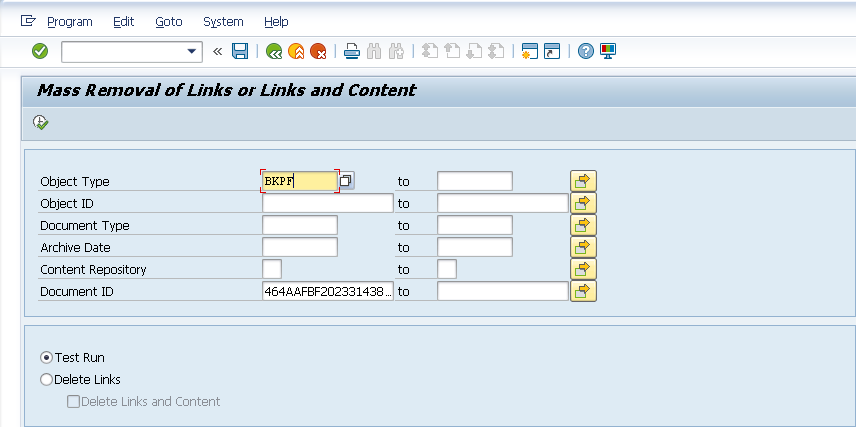 Program Edit Goto System Help
Mass Removal of Links or Links and Content
Object Type BKPF to
Object ID to
Document Type to
Archive Date to
Content Repository to
Document ID 464AAFBF202331438... to
Test Run
Delete Links
Delete Links and Content